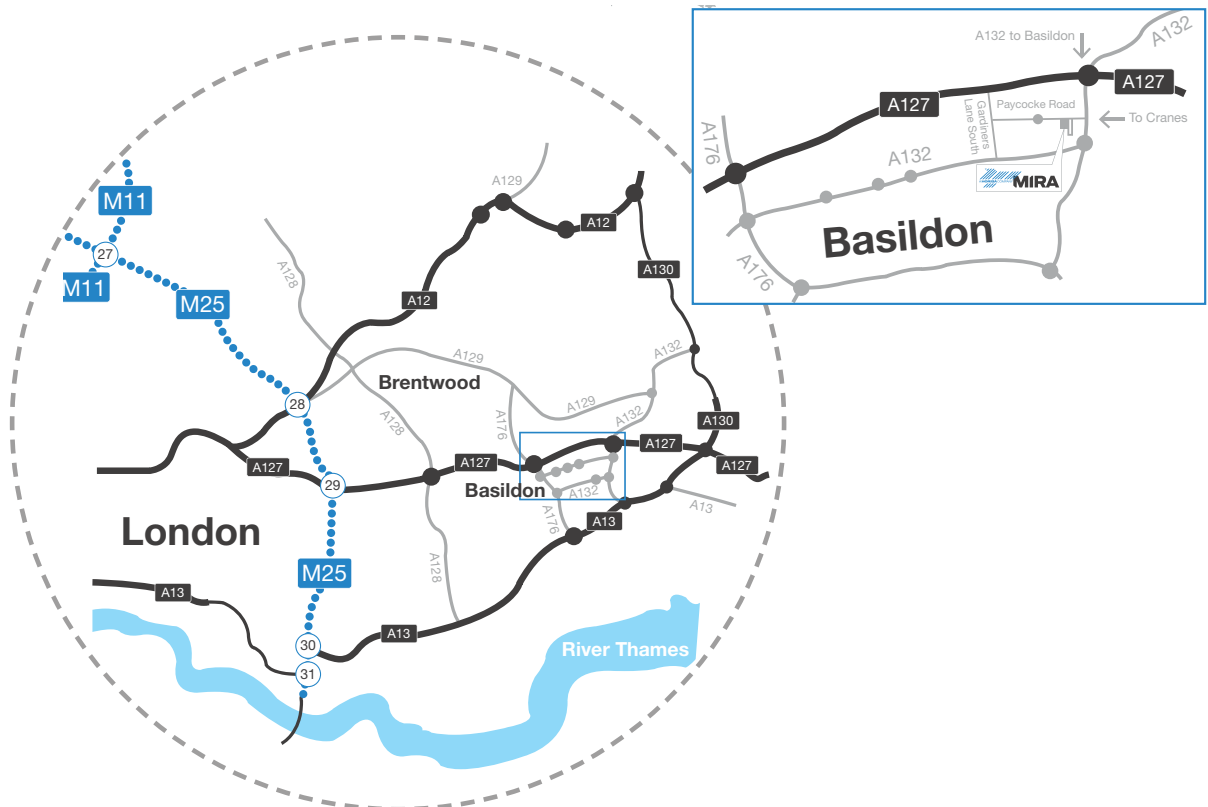 A132 to Basildon
A132
A127
A127
Paycocke Road
Gardiners
Lane South
To Cranes
A176
A132
MIRA
Basildon
A176
M11
27
M11
M25
A129
A12
A128
A130
A12
A132
A129
Brentwood
28
A129
A128
A176
A132
A130
A127
A127
A127
A127
29
Basildon
A132
A13
A176
A13
London
A128
M25
A13
A13
30
River Thames
31